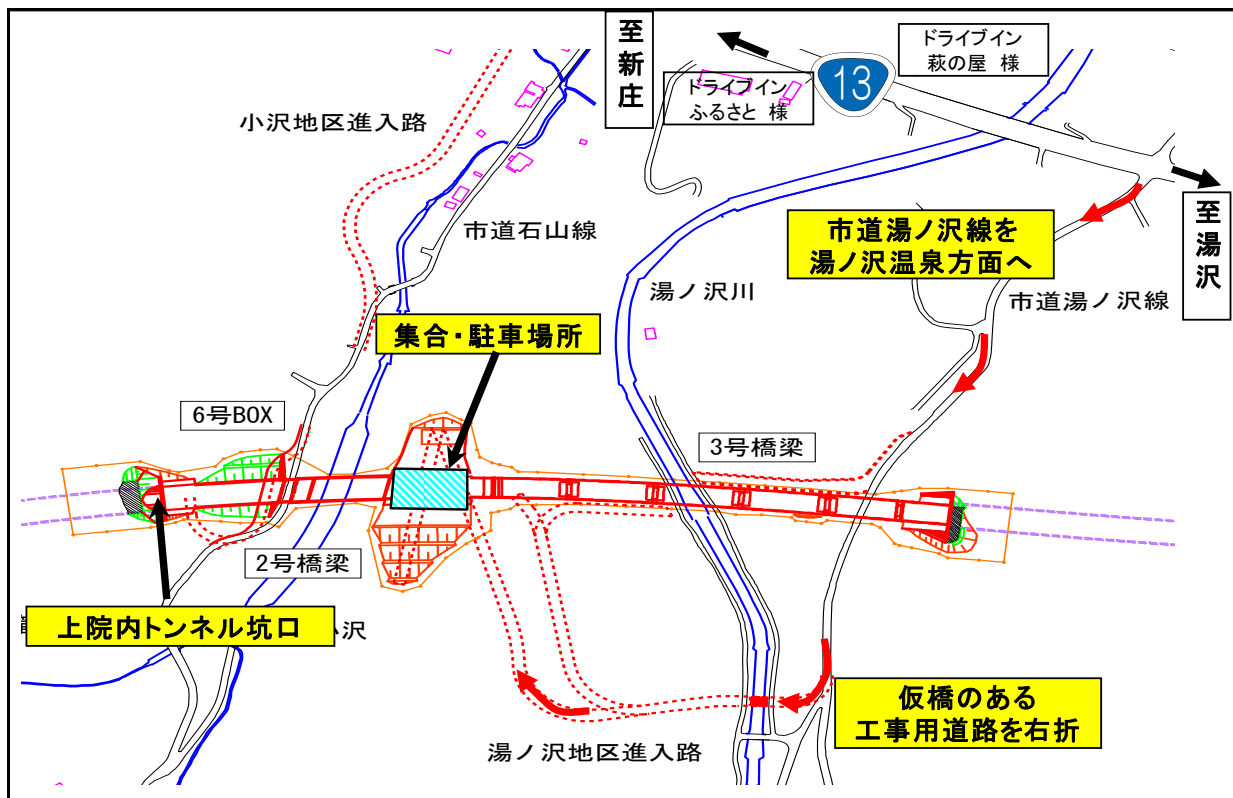 至新庄
ドライブイン
萩の屋 様
13
ドライブイン
ふるさと 様
小沢地区進入路
至湯沢
市道湯ノ沢線を
湯ノ沢温泉方面へ
市道石山線
湯ノ沢川
市道湯ノ沢線
集合・駐車場所
6号BOX
3号橋梁
2号橋梁
上院内トンネル坑口
小沢
仮橋のある
工事用道路を右折
湯ノ沢地区進入路